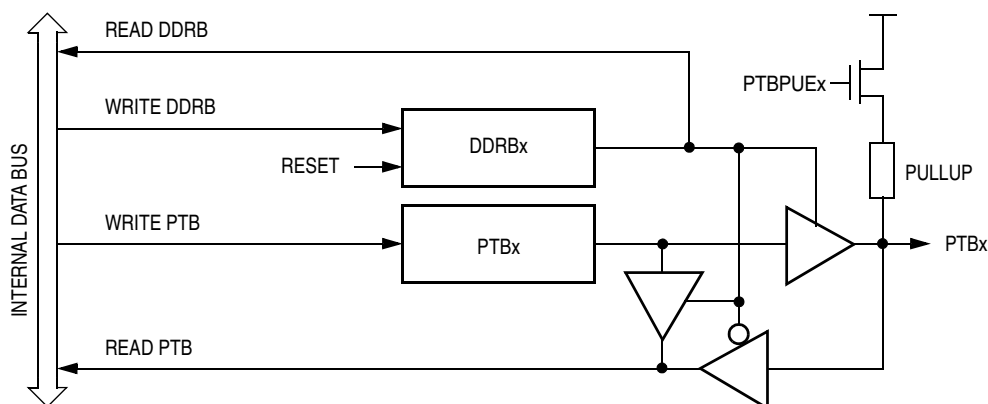 READ DDRB
PTBPUEx
WRITE DDRB
DDRBx
RESET
PULLUP
INTERNAL DATA BUS
WRITE PTB
PTBx
PTBx
READ PTB